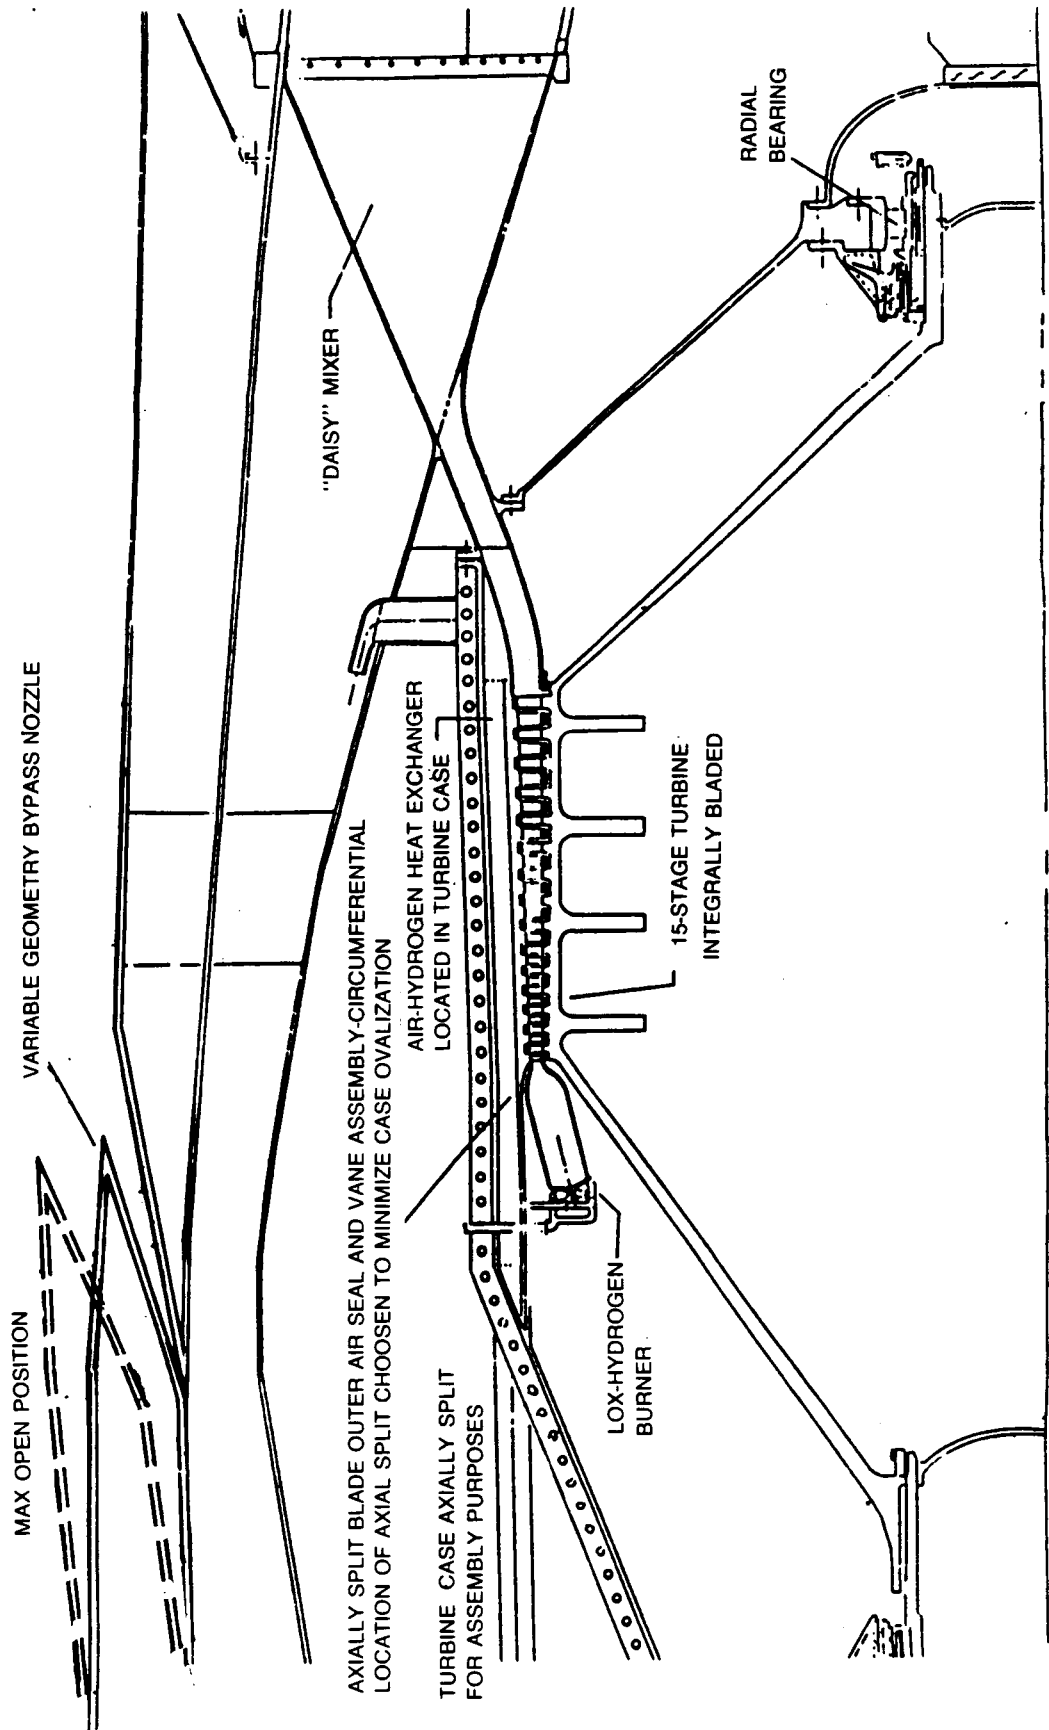 MAX OPEN POSITION
VARIABLE GEOMETRY BYPASS NOZZLE
"DAISY" MIXER
RADIAL
BEARING
AXIALLY SPLIT BLADE OUTER AIR SEAL AND VANE ASSEMBLY-CIRCUMFERENTIAL
LOCATION OF AXIAL SPLIT CHOOSEN TO MINIMIZE CASE OVALIZATION
AIR-HYDROGEN HEAT EXCHANGER
LOCATED IN TURBINE CASE
TURBINE CASE AXIALLY SPLIT
FOR ASSEMBLY PURPOSES
LOX-HYDROGEN
BURNER
15-STAGE TURBINE
INTEGRALLY BLADED